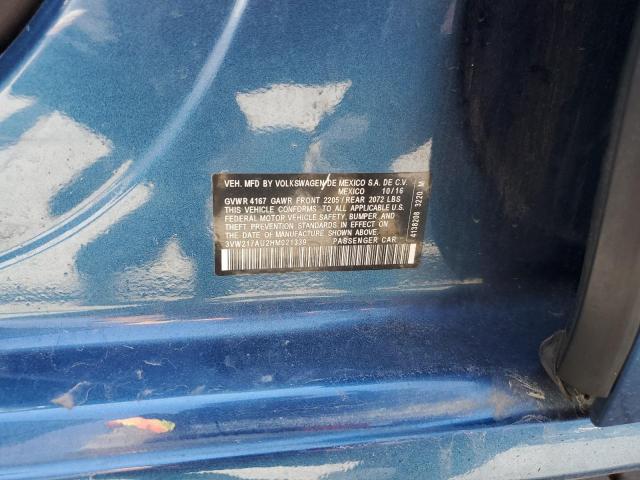 VEH. MFD BY VOLKSWAGEN DE MEXICO S.A. DE C.V.
MEXICO 10/16
GVWR 4167 GAWR FRONT 2205/REAR 2072 LBS
THIS VEHICLE CONFORMS TO ALL APPLICABLE U.S.
FEDERAL MOTOR VEHICLE SAFETY, BUMPER, AND
THEFT PREVENTION STANDARDS IN EFFECT ON
THE DATE OF MANUFACTURE SHOWN ABOVE.
3VW217AU2HM021339 PASSENGER CAR
4138208 3220 M